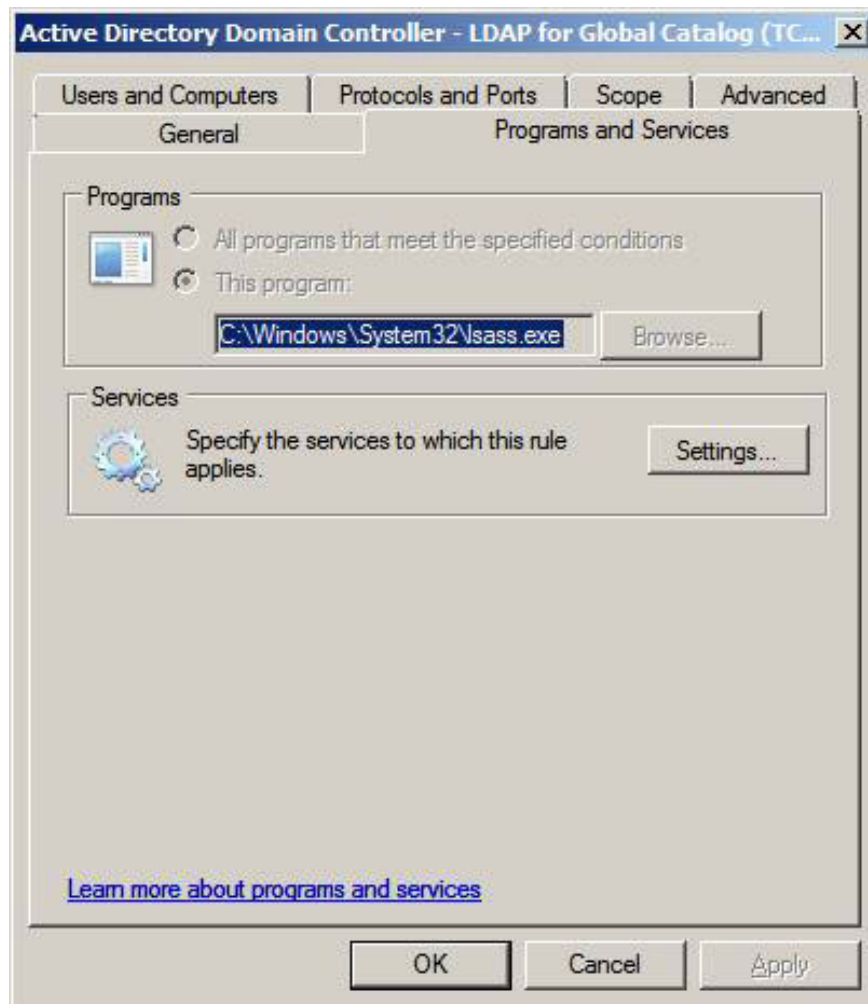 Active Directory Domain Controller - LDAP for Global Catalog (TC...
Users and Computers
Protocols and Ports
Scope
Advanced
General
Programs and Services
Programs
All programs that meet the specified conditions
This program:
C:\Windows\System32\lsass.exe
Browse...
Services
Specify the services to which this rule
applies.
Settings...
Learn more about programs and services
OK
Cancel
Apply